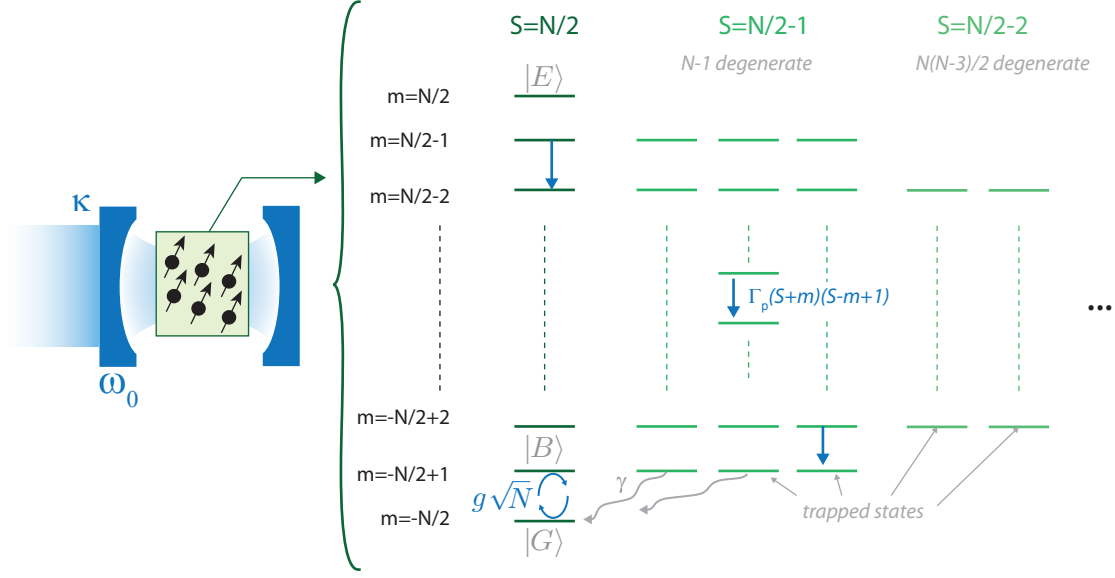 S=N/2
S=N/2-1
S=N/2-2
N-1 degenerate
N(N-3)/2 degenerate
|E⟩
m=N/2
m=N/2-1
m=N/2-2
κ
ω₀
Γₚ(S+m)(S-m+1)
...
m=-N/2+2
|B⟩
m=-N/2+1
g√N
γ
trapped states
m=-N/2
|G⟩